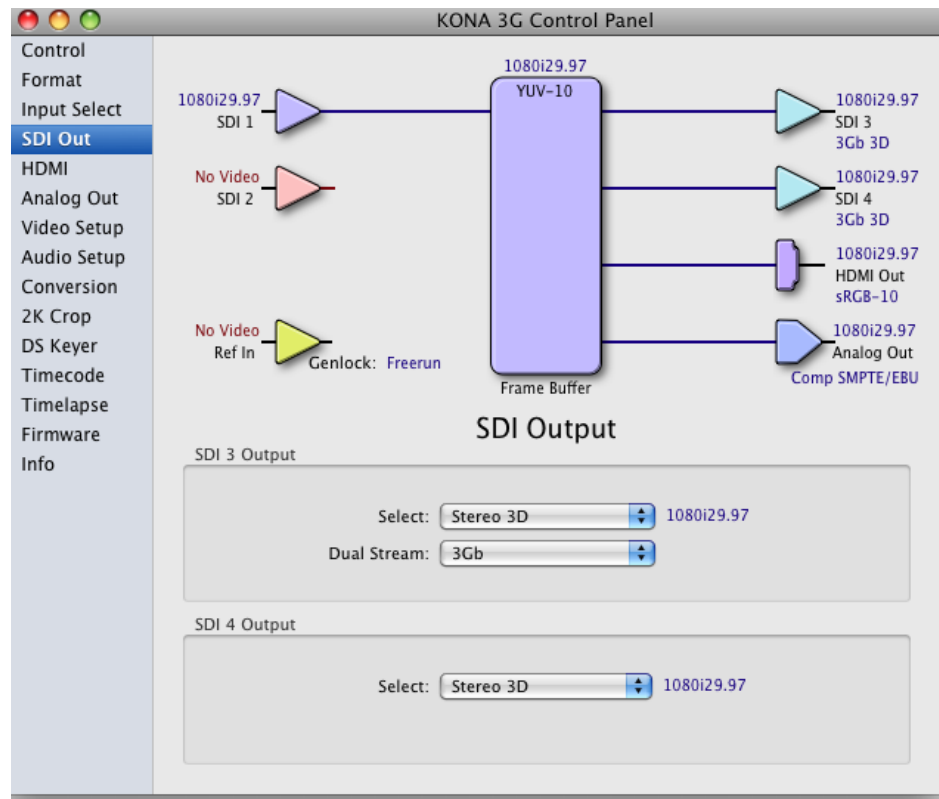 KONA 3G Control Panel
Control
Format
Input Select
SDI Out
HDMI
Analog Out
Video Setup
Audio Setup
Conversion
2K Crop
DS Keyer
Timecode
Timelapse
Firmware
Info
1080i29.97
YUV-10
1080i29.97
SDI 1
No Video
SDI 2
No Video
Ref In
Genlock: Freerun
Frame Buffer
1080i29.97
SDI 3
3Gb 3D
1080i29.97
SDI 4
3Gb 3D
1080i29.97
HDMI Out
sRGB-10
1080i29.97
Analog Out
Comp SMPTE/EBU
SDI Output
SDI 3 Output
Select: Stereo 3D 1080i29.97
Dual Stream: 3Gb
SDI 4 Output
Select: Stereo 3D 1080i29.97